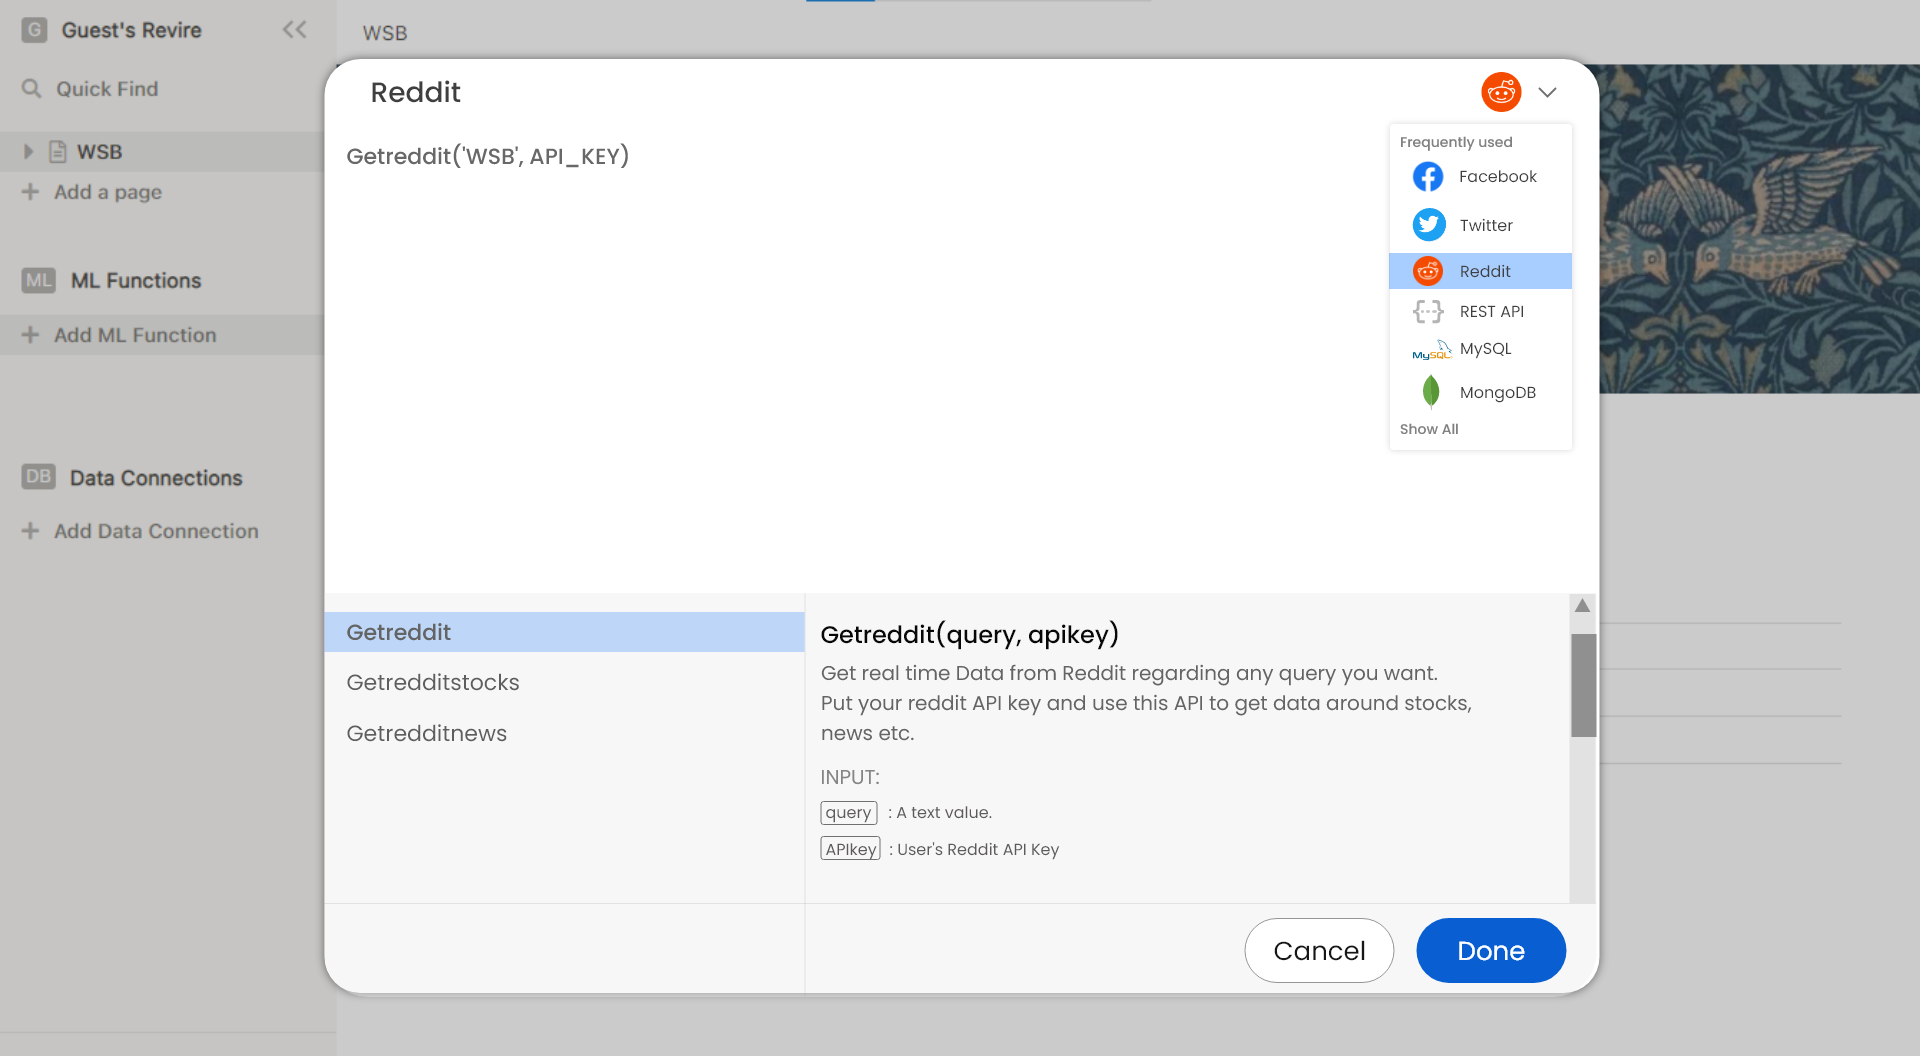 G Guest's Revire
Quick Find
WSB
Add a page
ML ML Functions
Add ML Function
DB Data Connections
Add Data Connection
WSB
Reddit
Getreddit('WSB', API_KEY)
Frequently used
Facebook
Twitter
Reddit
REST API
MySQL MySQL
MongoDB
Show All
Getreddit
Getredditstocks
Getredditnews
Getreddit(query, apikey)
Get real time Data from Reddit regarding any query you want.
Put your reddit API key and use this API to get data around stocks,
news etc.
INPUT:
query : A text value.
APIkey : User's Reddit API Key
Cancel
Done